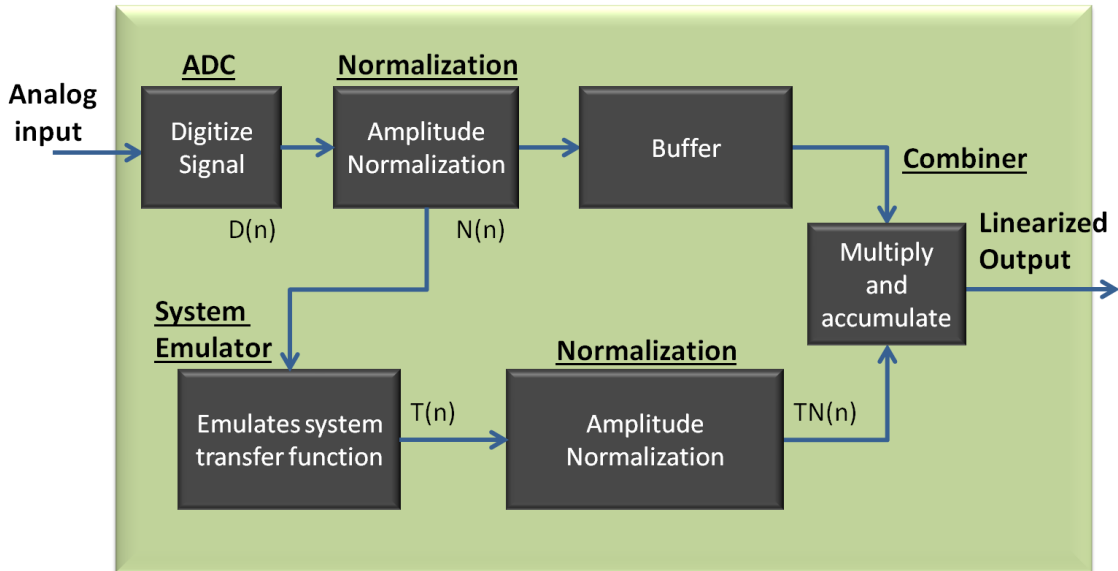 ADC
Normalization
Analog
input
Digitize
Signal
Amplitude
Normalization
Buffer
Combiner
D(n)
N(n)
Linearized
Output
Multiply
and
accumulate
System
Emulator
Normalization
Emulates system
transfer function
T(n)
Amplitude
Normalization
TN(n)